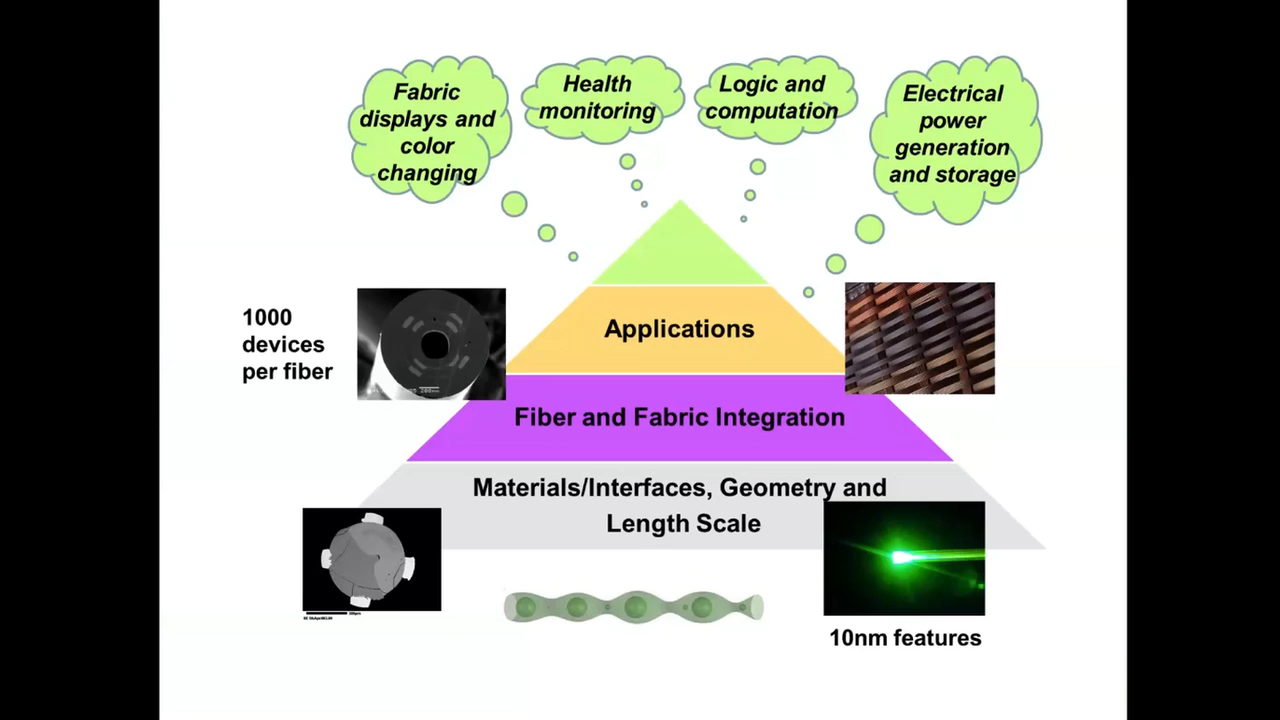 Fabric
displays and
color
changing
Health
monitoring
Logic and
computation
Electrical
power
generation
and storage
1000
devices
per fiber
Applications
Fiber and Fabric Integration
Materials/Interfaces, Geometry and
Length Scale
10nm features